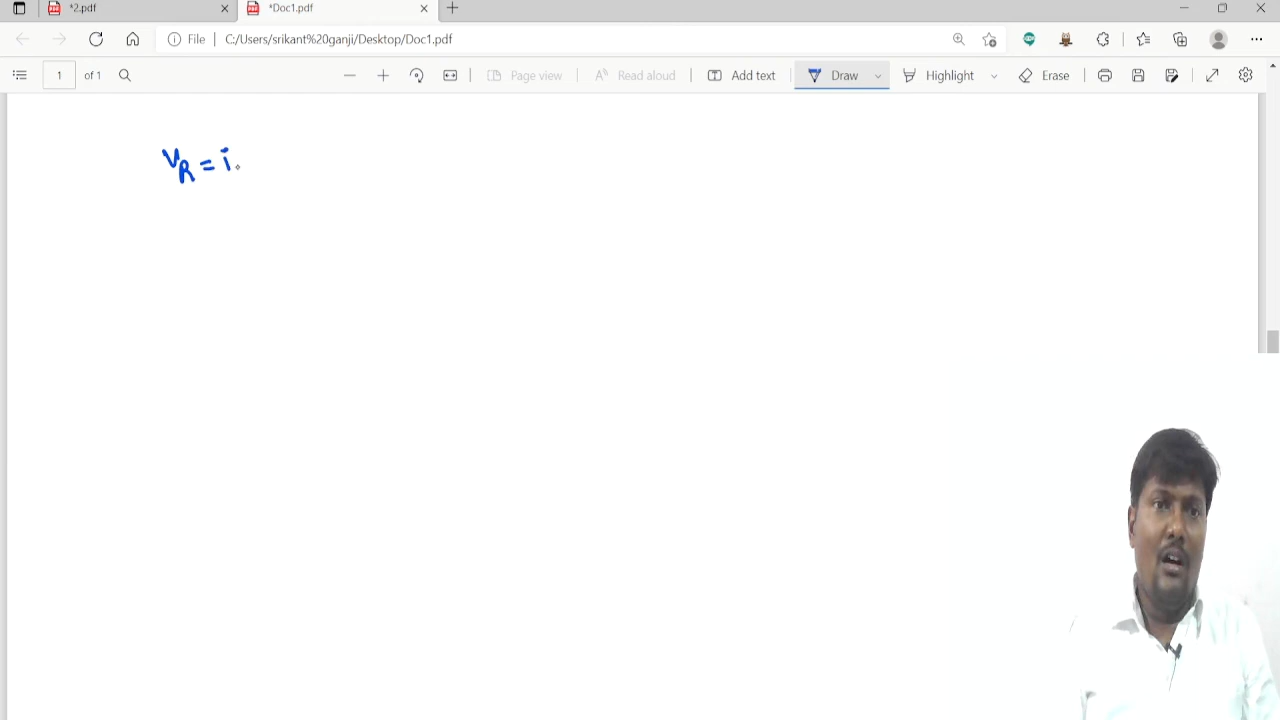 *2.pdf
*Doc1.pdf
File | C:/Users/srikant%20ganji/Desktop/Doc1.pdf
1 of 1 Page view Read aloud Add text Draw Highlight Erase
V_R = i